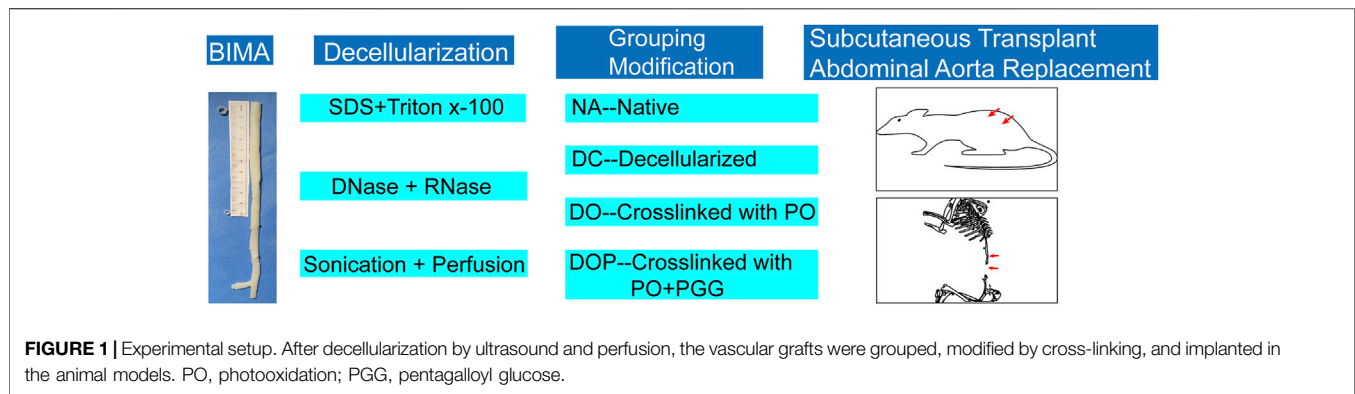 BIMA
Decellularization
Grouping
Modification
Subcutaneous Transplant
Abdominal Aorta Replacement
SDS+Triton x-100
DNase + RNase
Sonication + Perfusion
NA--Native
DC--Decellularized
DO--Crosslinked with PO
DOP--Crosslinked with
PO+PGG
FIGURE 1 | Experimental setup. After decellularization by ultrasound and perfusion, the vascular grafts were grouped, modified by cross-linking, and implanted in
the animal models. PO, photooxidation; PGG, pentagalloyl glucose.